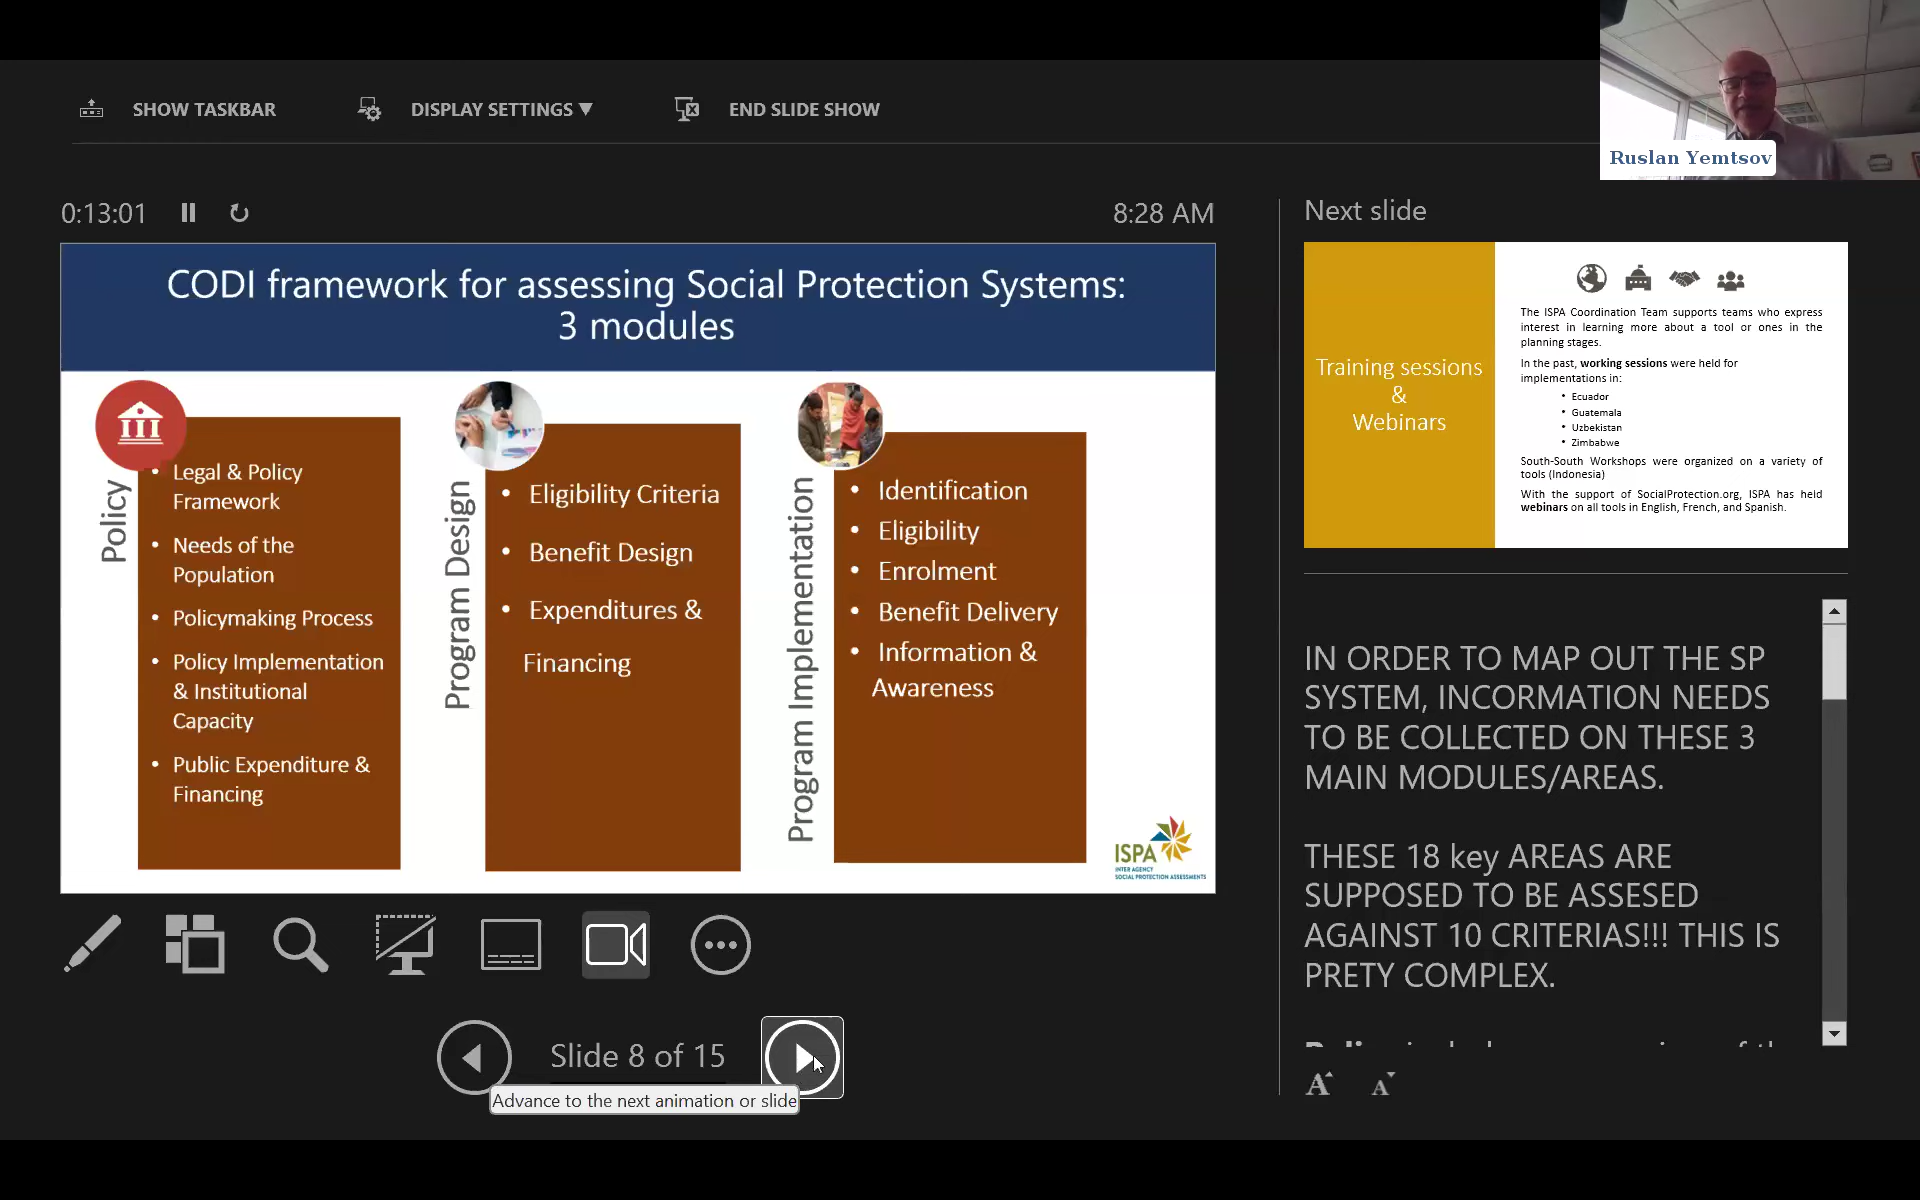 SHOW TASKBAR
DISPLAY SETTINGS ▼
END SLIDE SHOW
Ruslan Yemtsov
0:13:01
8:28 AM
CODI framework for assessing Social Protection Systems:
3 modules
Policy
• Legal & Policy
Framework
• Needs of the
Population
• Policymaking Process
• Policy Implementation
& Institutional
Capacity
• Public Expenditure &
Financing
Program Design
• Eligibility Criteria
• Benefit Design
• Expenditures &
Financing
Program Implementation
• Identification
• Eligibility
• Enrolment
• Benefit Delivery
• Information &
Awareness
ISPA
INTER AGENCY
SOCIAL PROTECTION ASSESSMENTS
Slide 8 of 15
Advance to the next animation or slide
Next slide
Training sessions
&
Webinars
The ISPA Coordination Team supports teams who express
interest in learning more about a tool or ones in the
planning stages.
In the past, working sessions were held for
implementations in:
• Ecuador
• Guatemala
• Uzbekistan
• Zimbabwe
South-South Workshops were organized on a variety of
tools (Indonesia)
With the support of SocialProtection.org, ISPA has held
webinars on all tools in English, French, and Spanish.
IN ORDER TO MAP OUT THE SP
SYSTEM, INCORMATION NEEDS
TO BE COLLECTED ON THESE 3
MAIN MODULES/AREAS.
THESE 18 key AREAS ARE
SUPPOSED TO BE ASSESED
AGAINST 10 CRITERIAS!!! THIS IS
PRETY COMPLEX.
A A